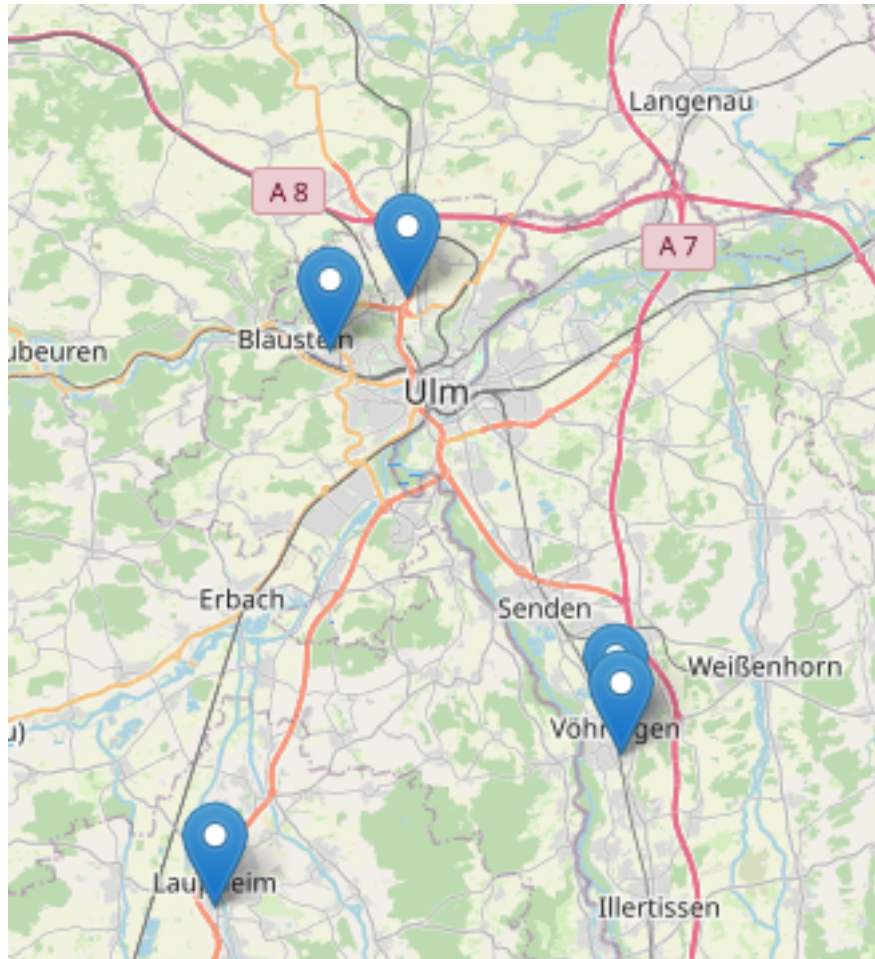 Langenau
A 8
A 7
Blaustein
ubeuren
Ulm
Erbach
Senden
Weißenhorn
Vöhringen
u)
Laupheim
Illertissen